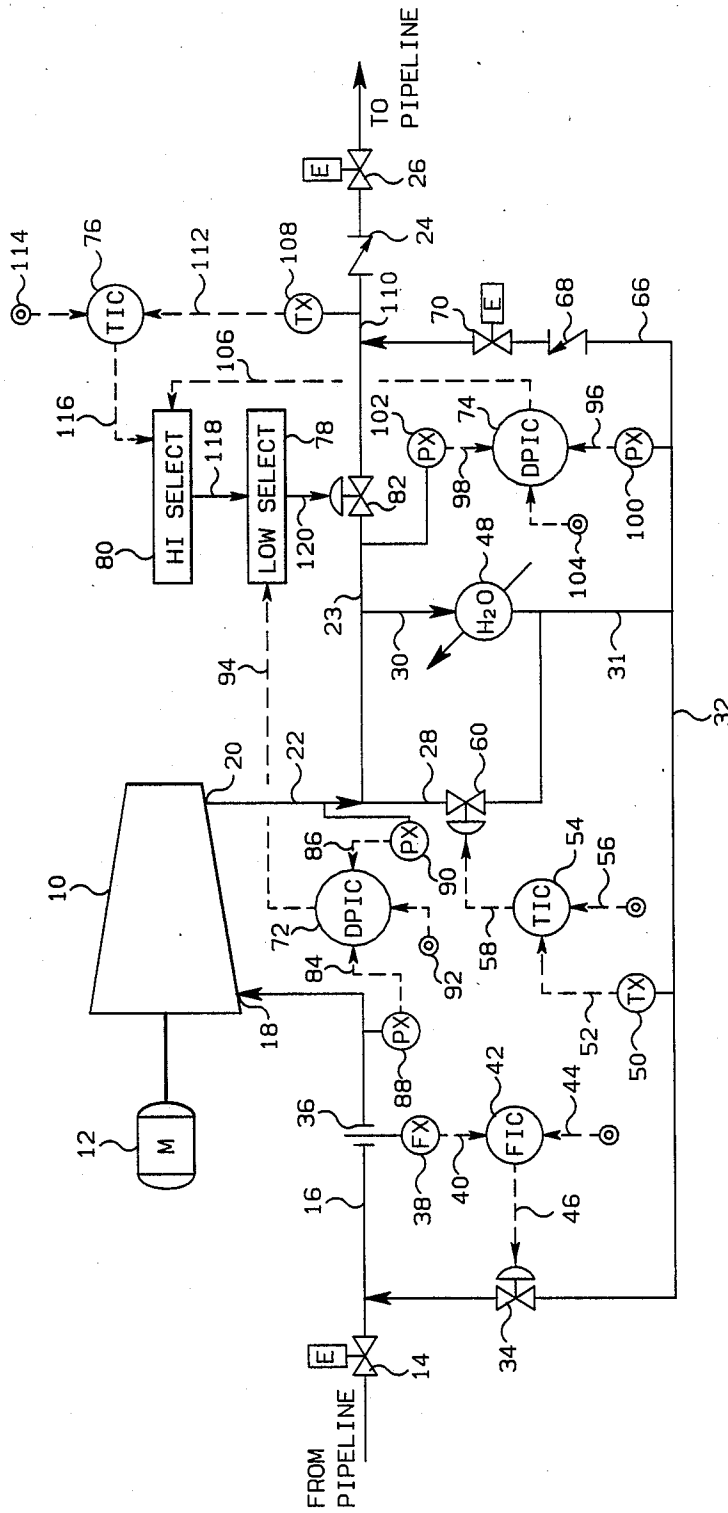 114
76
TIC
112
116
106
108
TX
HI SELECT
80
118
LOW SELECT
78
120
110
24
E
26
TO
PIPELINE
82
102
PX
98
74
DPIC
96
PX
100
104
70
E
68
66
94
23
30
48
H2O
31
32
10
20
22
28
60
12
M
18
72
DPIC
86
84
PX
90
92
PX
88
58
54
TIC
56
52
TX
50
36
16
FX
38
40
42
FIC
44
46
34
E
14
FROM
PIPELINE